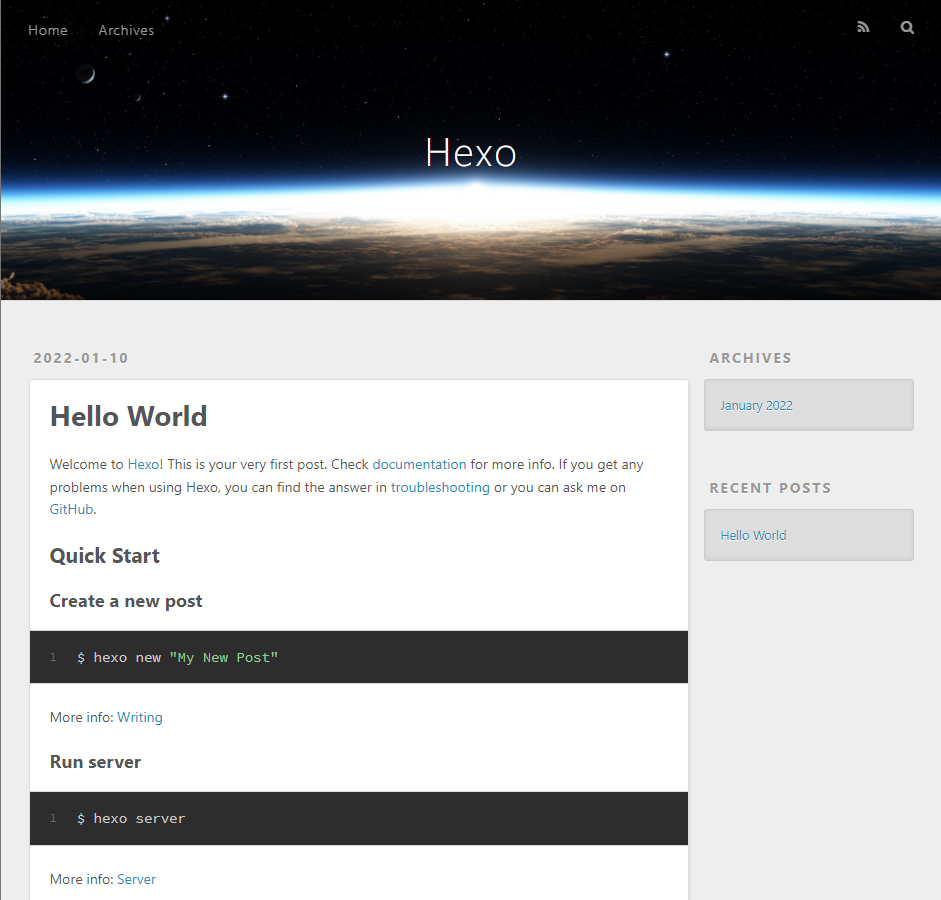 Home Archives
Hexo
2022-01-10
Hello World
Welcome to Hexo! This is your very first post. Check documentation for more info. If you get any
problems when using Hexo, you can find the answer in troubleshooting or you can ask me on
GitHub.
Quick Start
Create a new post
1 $ hexo new "My New Post"
More info: Writing
Run server
1 $ hexo server
More info: Server
ARCHIVES
January 2022
RECENT POSTS
Hello World